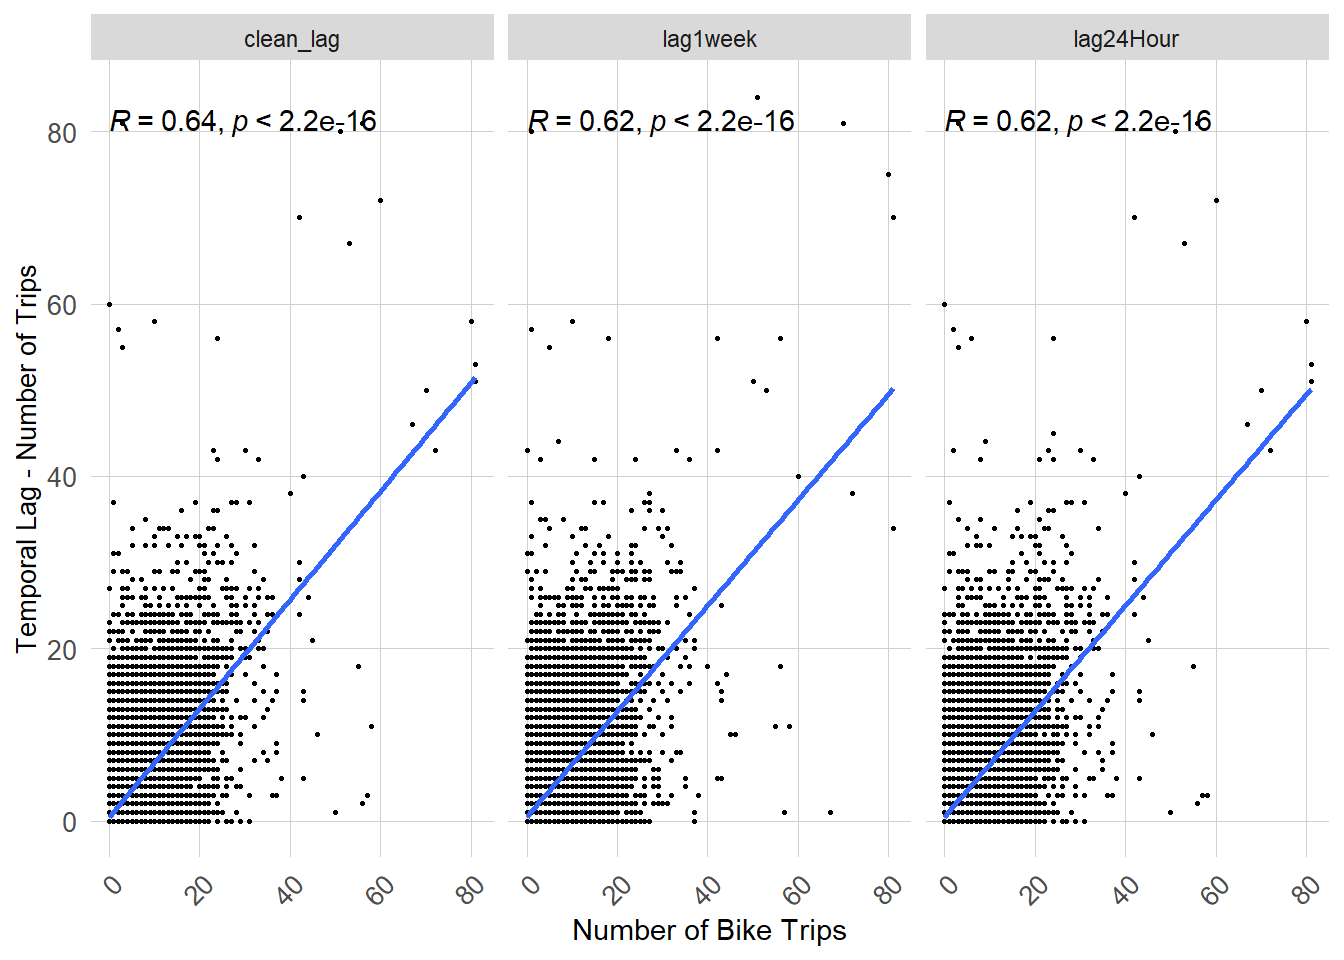 clean_lag lag1week lag24Hour
R = 0.64, p < 2.2e-16 R = 0.62, p < 2.2e-16 R = 0.62, p < 2.2e-16
Temporal Lag - Number of Trips
80
60
40
20
0
0 20 40 60 80 0 20 40 60 80 0 20 40 60 80
Number of Bike Trips